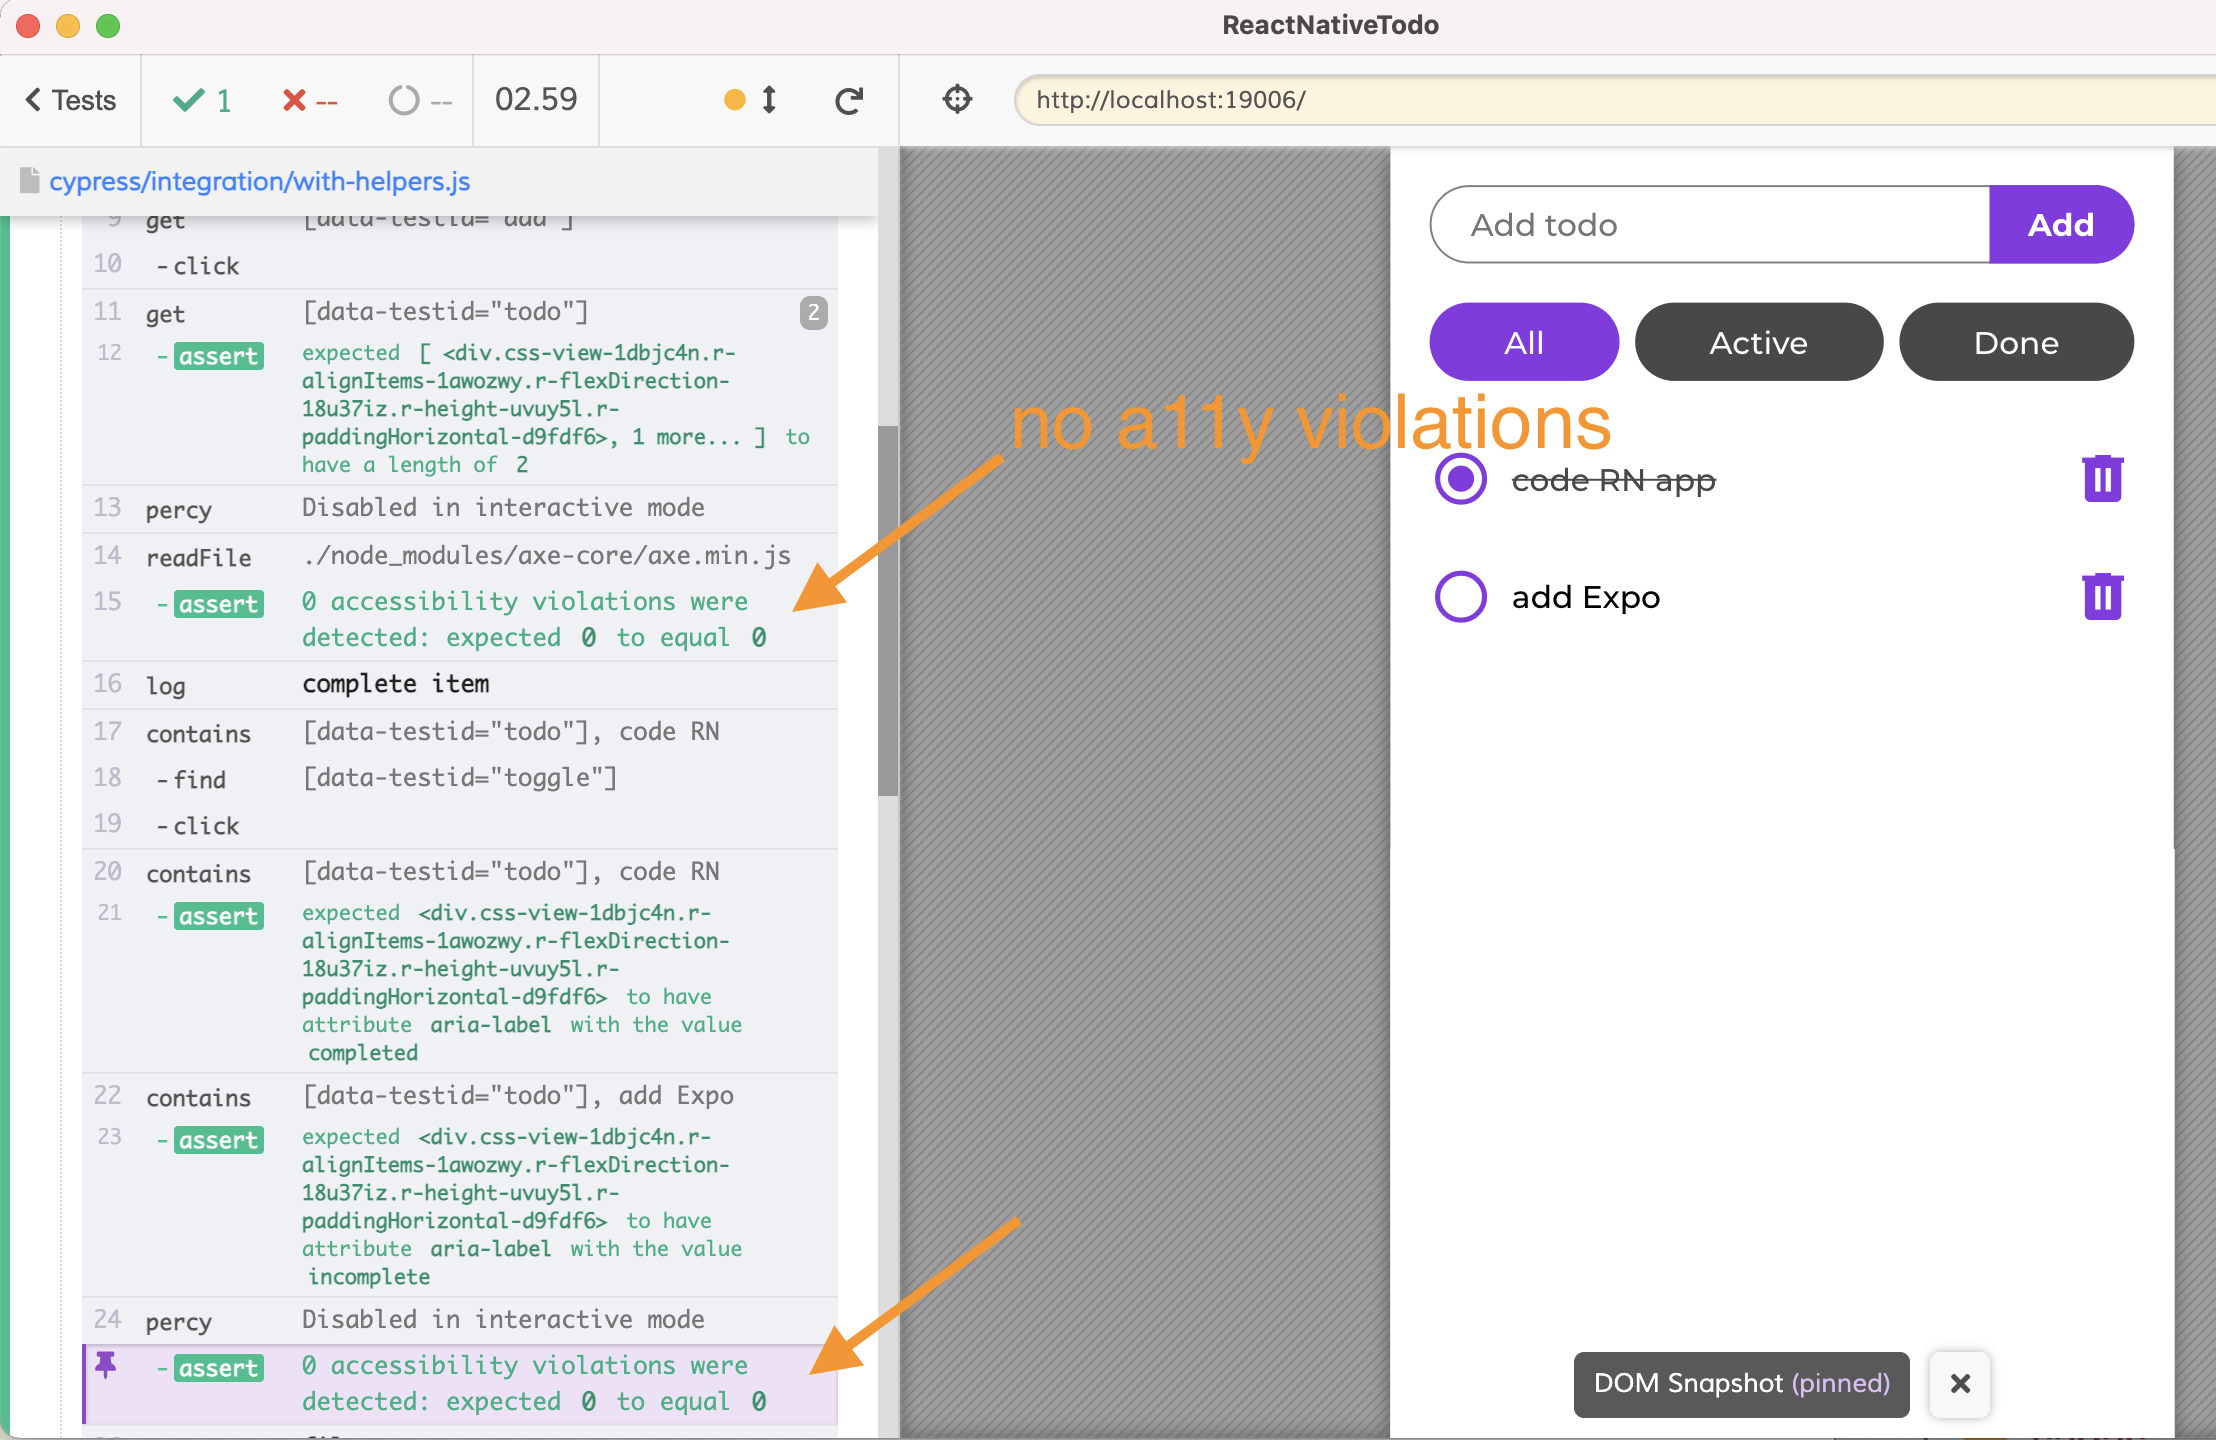 ReactNativeTodo
Tests 1 -- -- 02.59 http://localhost:19006/
cypress/integration/with-helpers.js
9 get [data-testid="add"]
10 -click
11 get [data-testid="todo"] 2
12 -assert expected [ <div.css-view-1dbjc4n.r-
alignItems-1awozwy.r-flexDirection-
18u37iz.r-height-uvuy5l.r-
paddingHorizontal-d9fdf6>, 1 more... ] to
have a length of 2
13 percy Disabled in interactive mode
14 readFile ./node_modules/axe-core/axe.min.js
15 -assert 0 accessibility violations were
detected: expected 0 to equal 0
16 log complete item
17 contains [data-testid="todo"], code RN
18 -find [data-testid="toggle"]
19 -click
20 contains [data-testid="todo"], code RN
21 -assert expected <div.css-view-1dbjc4n.r-
alignItems-1awozwy.r-flexDirection-
18u37iz.r-height-uvuy5l.r-
paddingHorizontal-d9fdf6> to have
attribute aria-label with the value
completed
22 contains [data-testid="todo"], add Expo
23 -assert expected <div.css-view-1dbjc4n.r-
alignItems-1awozwy.r-flexDirection-
18u37iz.r-height-uvuy5l.r-
paddingHorizontal-d9fdf6> to have
attribute aria-label with the value
incomplete
24 percy Disabled in interactive mode
-assert 0 accessibility violations were
detected: expected 0 to equal 0
Add todo Add
All Active Done
no a11y violations
code RN app
add Expo
DOM Snapshot (pinned)